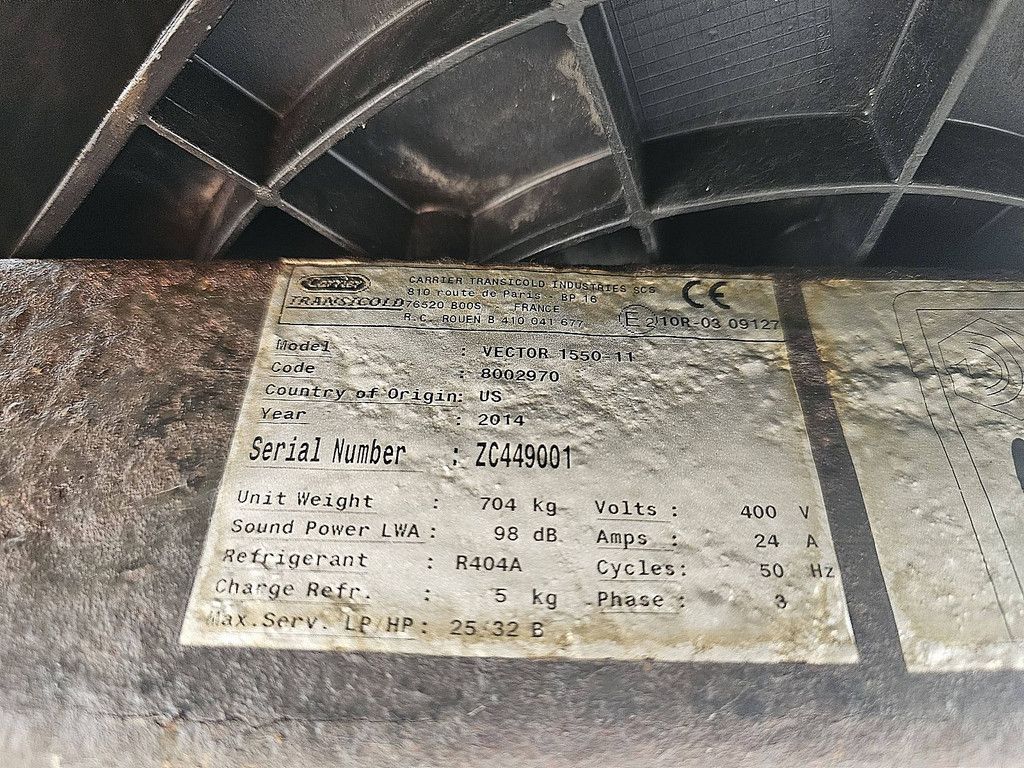 Carrier
TRANSICOLD
CARRIER TRANSICOLD INDUSTRIES SCS
810 route de Paris - BP 16
76520 BOOS - FRANCE
R.C. ROUEN B 410 041 677
CE
E2 10R-03 09127
Model : VECTOR 1550-11
Code : 8002970
Country of Origin: US
Year : 2014
Serial Number : ZC449001
Unit Weight : 704 kg Volts : 400 V
Sound Power LWA : 98 dB Amps : 24 A
Refrigerant : R404A Cycles: 50 Hz
Charge Refr. : 5 kg Phase : 3
Max.Serv. LP/HP : 25/32 B